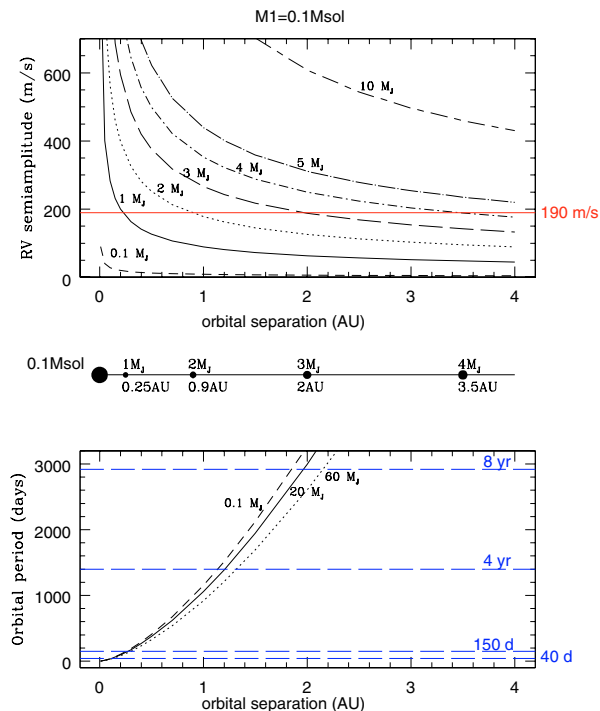 M1=0.1Msol
RV semiamplitude (m/s)
600
400
200
0
10 MJ
5 MJ
4 MJ
3 MJ
2 MJ
1 MJ
0.1 MJ
190 m/s
0 1 2 3 4
orbital separation (AU)
0.1Msol
1MJ 2MJ 3MJ 4MJ
0.25AU 0.9AU 2AU 3.5AU
Orbital period (days)
3000
2000
1000
0
8 yr
60 MJ
20 MJ
0.1 MJ
4 yr
150 d
40 d
0 1 2 3 4
orbital separation (AU)